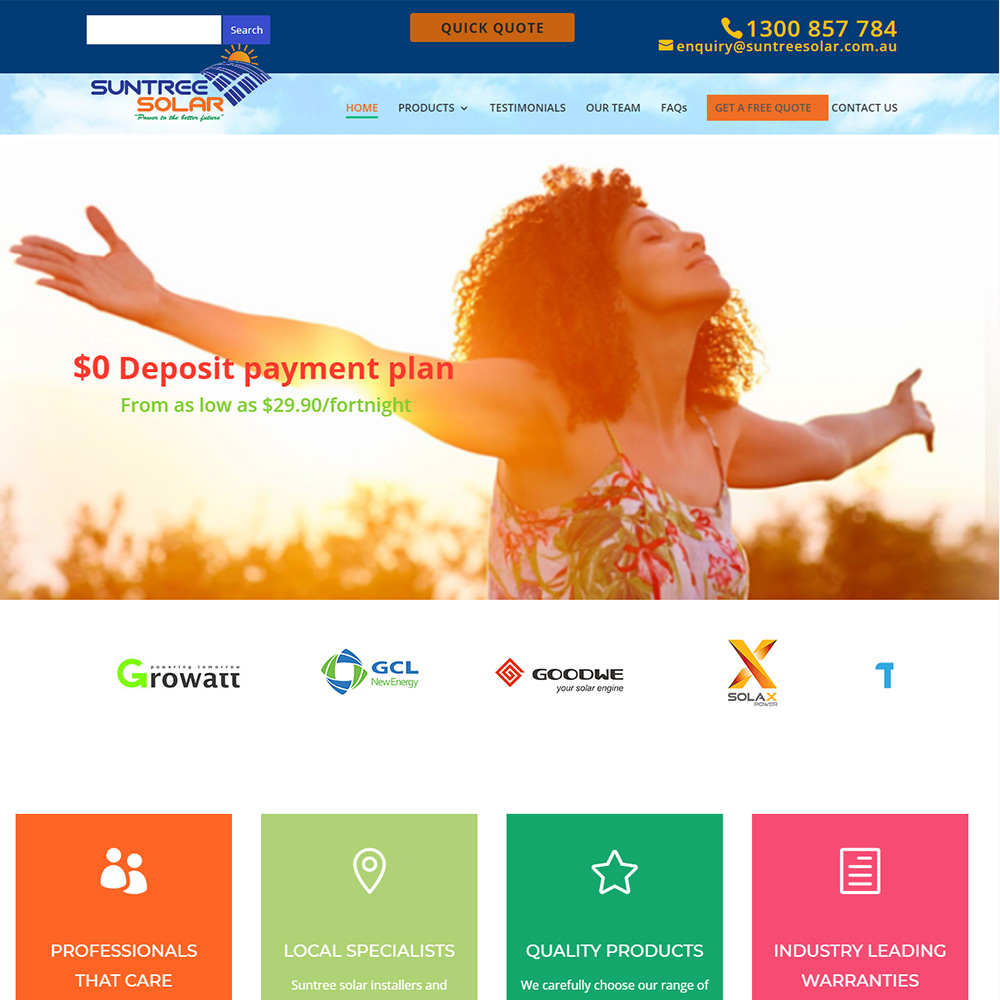 Search
QUICK QUOTE
1300 857 784
enquiry@suntreesolar.com.au
SUNTREE
SOLAR
"Power to the better future"
HOME
PRODUCTS
TESTIMONIALS
OUR TEAM
FAQs
GET A FREE QUOTE
CONTACT US
$0 Deposit payment plan
From as low as $29.90/fortnight
powering tomorrow
Growatt
GCL
New Energy
GOODWE
your solar engine
SOLAX
POWER
T
PROFESSIONALS
THAT CARE
LOCAL SPECIALISTS
Suntree solar installers and
QUALITY PRODUCTS
We carefully choose our range of
INDUSTRY LEADING
WARRANTIES